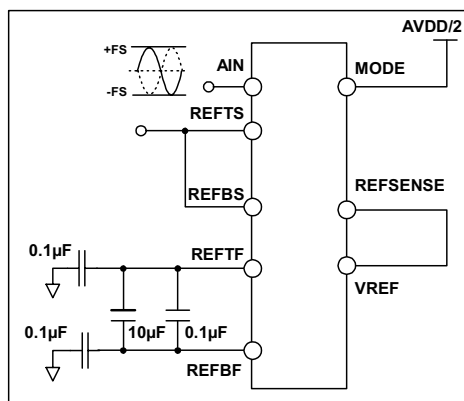 AVDD/2
+FS
AIN
MODE
-FS
REFTS
REFSENSE
REFBS
0.1µF
REFTF
VREF
0.1µF
10µF
0.1µF
REFBF